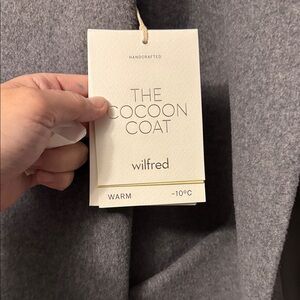 HANDCRAFTED
THE
COCOON
COAT
wilfred
WARM -10°C